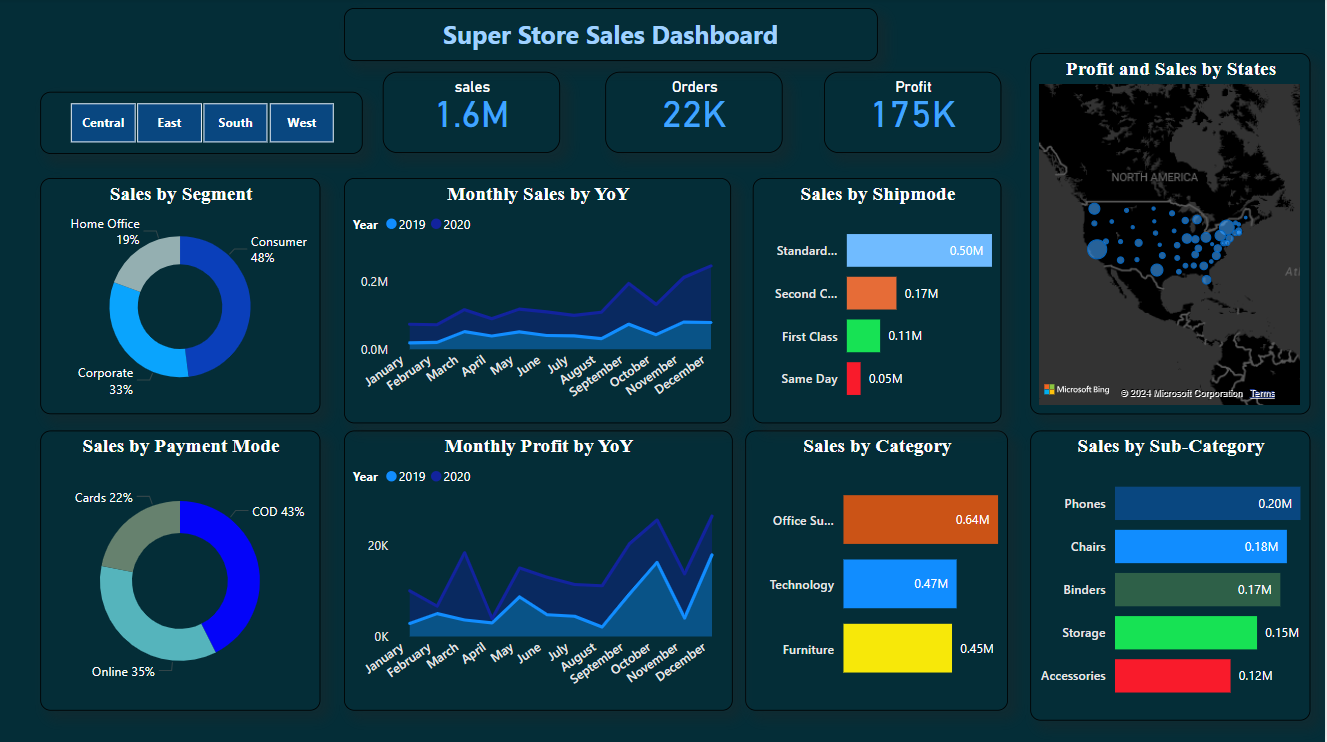 Super Store Sales Dashboard
Central East South West
sales
1.6M
Orders
22K
Profit
175K
Profit and Sales by States
NORTH AMERICA
Microsoft Bing
© 2024 Microsoft Corporation Terms
Sales by Segment
Home Office
19%
Consumer
48%
Corporate
33%
Monthly Sales by YoY
Year 2019 2020
0.2M
0.0M
January
February
March
April
May
June
July
August
September
October
November
December
Sales by Shipmode
Standard... 0.50M
Second C... 0.17M
First Class 0.11M
Same Day 0.05M
Sales by Payment Mode
Cards 22%
COD 43%
Online 35%
Monthly Profit by YoY
Year 2019 2020
20K
0K
January
February
March
April
May
June
July
August
September
October
November
December
Sales by Category
Office Su... 0.64M
Technology 0.47M
Furniture 0.45M
Sales by Sub-Category
Phones 0.20M
Chairs 0.18M
Binders 0.17M
Storage 0.15M
Accessories 0.12M